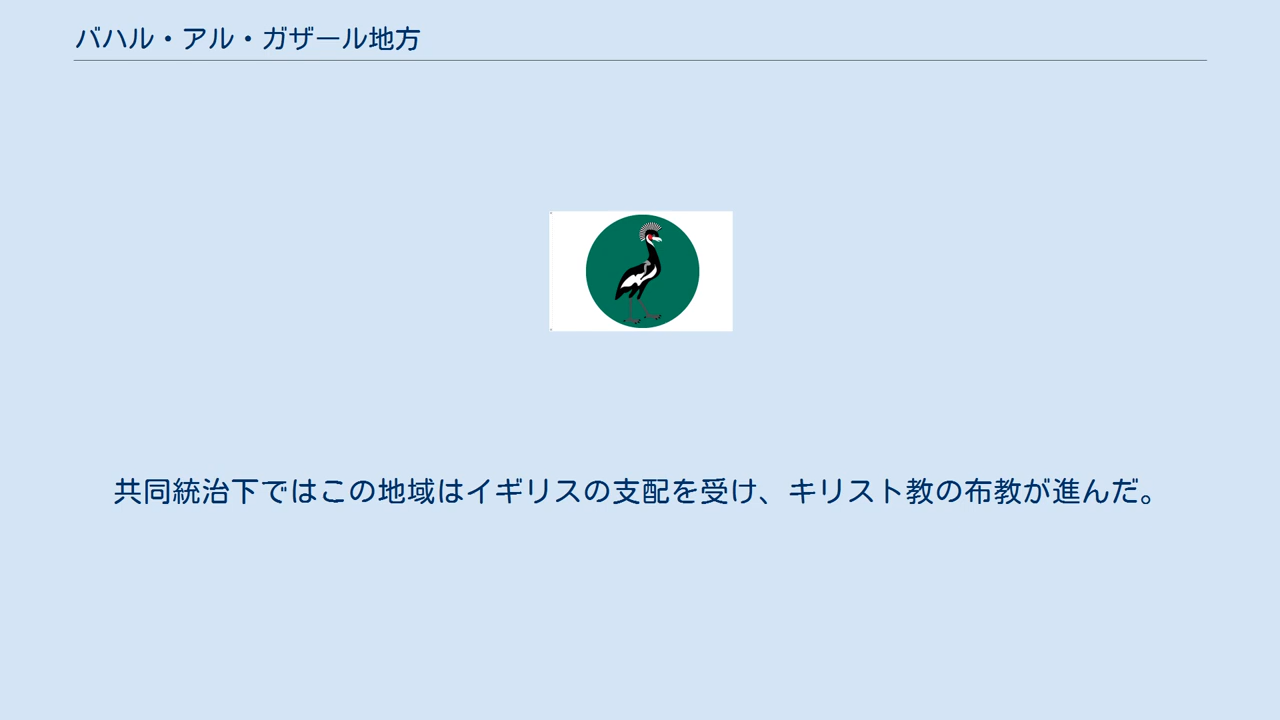 バハル・アル・ガザール地方
共同統治下ではこの地域はイギリスの支配を受け、キリスト教の布教が進んだ。